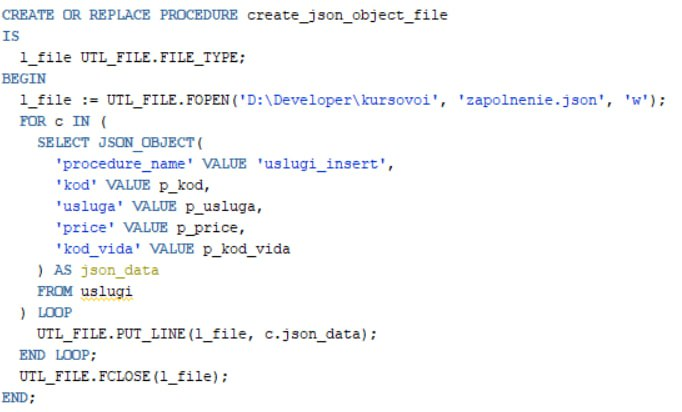 CREATE OR REPLACE PROCEDURE create_json_object_file
IS
  l_file UTL_FILE.FILE_TYPE;
BEGIN
  l_file := UTL_FILE.FOPEN('D:\Developer\kursovoi', 'zapolnenie.json', 'w');
  FOR c IN (
    SELECT JSON_OBJECT(
      'procedure_name' VALUE 'uslugi_insert',
      'kod' VALUE p_kod,
      'usluga' VALUE p_usluga,
      'price' VALUE p_price,
      'kod_vida' VALUE p_kod_vida
    ) AS json_data
    FROM uslugi
  ) LOOP
    UTL_FILE.PUT_LINE(l_file, c.json_data);
  END LOOP;
  UTL_FILE.FCLOSE(l_file);
END;